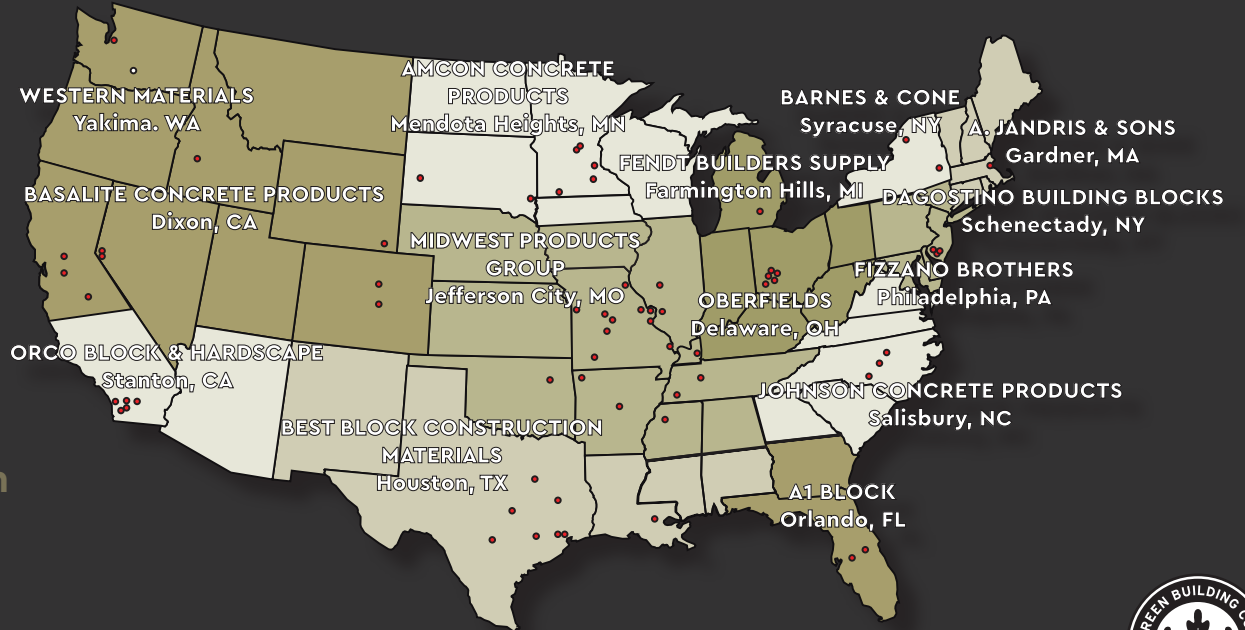 AMCON CONCRETE
PRODUCTS
Mendota Heights, MN
WESTERN MATERIALS
Yakima. WA
BARNES & CONE
Syracuse, NY
A. JANDRIS & SONS
Gardner, MA
FENDT BUILDERS SUPPLY
Farmington Hills, MI
BASALITE CONCRETE PRODUCTS
Dixon, CA
DAGOSTINO BUILDING BLOCKS
Schenectady, NY
MIDWEST PRODUCTS
GROUP
Jefferson City, MO
FIZZANO BROTHERS
Philadelphia, PA
OBERFIELDS
Delaware, OH
ORCO BLOCK & HARDSCAPE
Stanton, CA
JOHNSON CONCRETE PRODUCTS
Salisbury, NC
BEST BLOCK CONSTRUCTION
MATERIALS
Houston, TX
A1 BLOCK
Orlando, FL
REEN BUILDING C